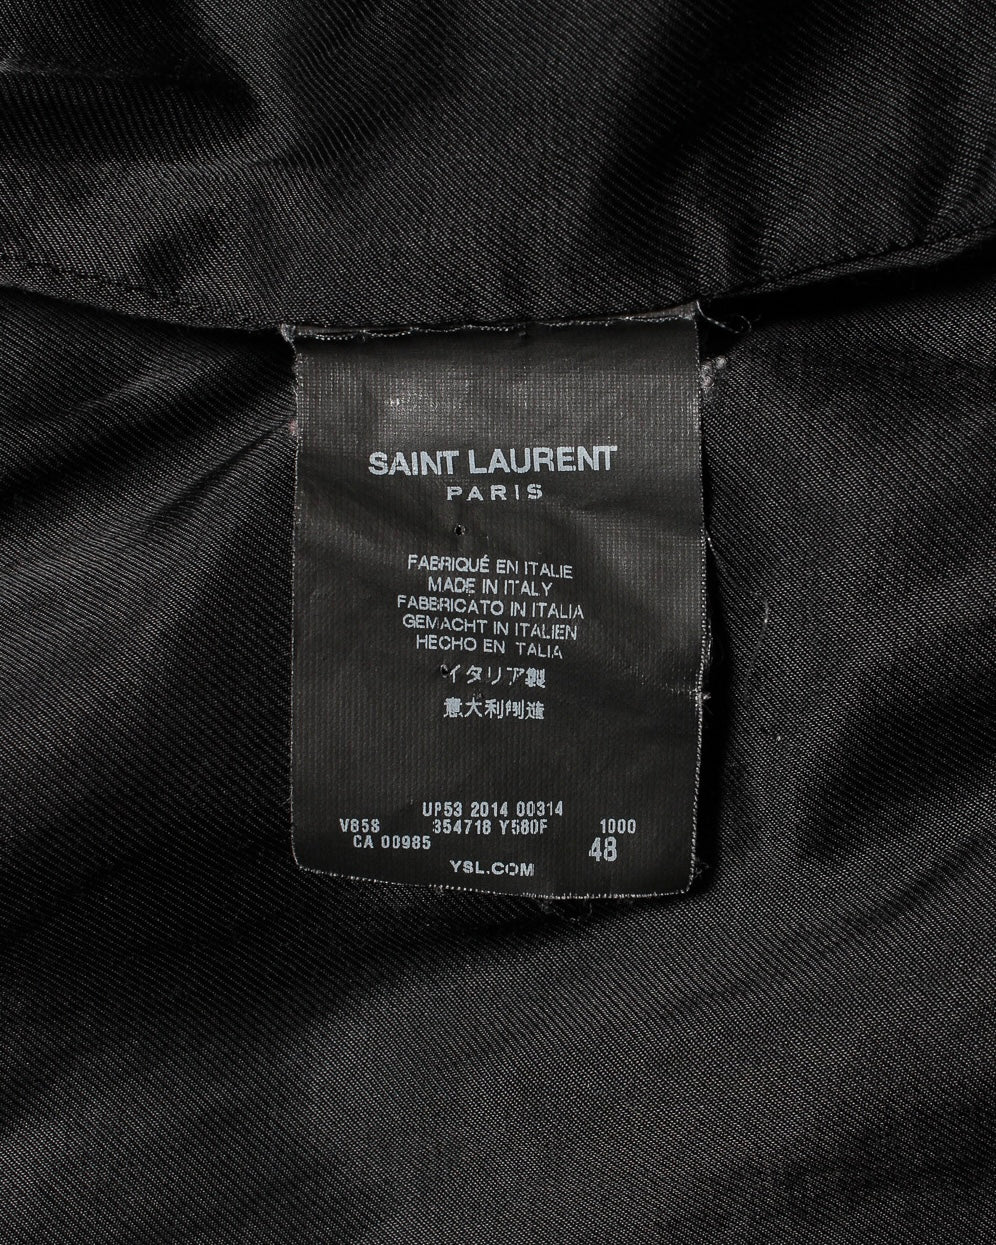 SAINT LAURENT
PARIS
FABRIQUÉ EN ITALIE
MADE IN ITALY
FABBRICATO IN ITALIA
GEMACHT IN ITALIEN
HECHO EN TALIA
イタリア製
意大利制造
UP53 2014 00314
V858 354718 Y580F 1000
CA 00985 48
YSL.COM